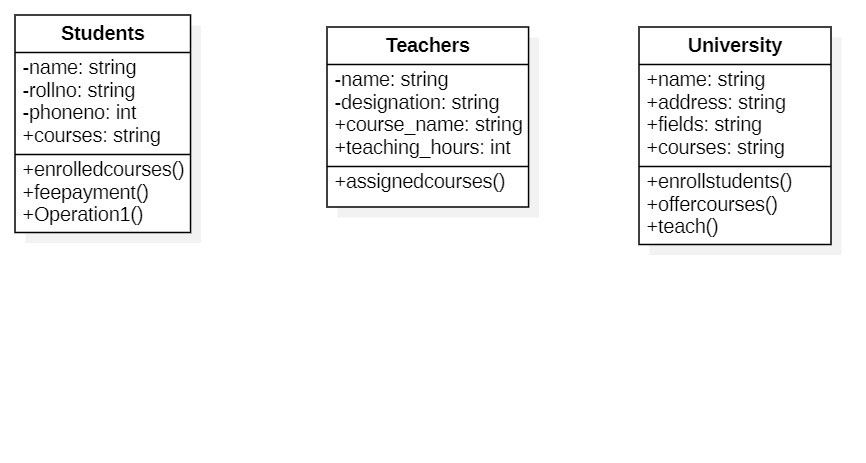 Students
-name: string
-rollno: string
-phoneno: int
+courses: string
+enrolledcourses()
+feepayment()
+Operation1()
Teachers
-name: string
-designation: string
+course_name: string
+teaching_hours: int
+assignedcourses()
University
+name: string
+address: string
+fields: string
+courses: string
+enrollstudents()
+offercourses()
+teach()